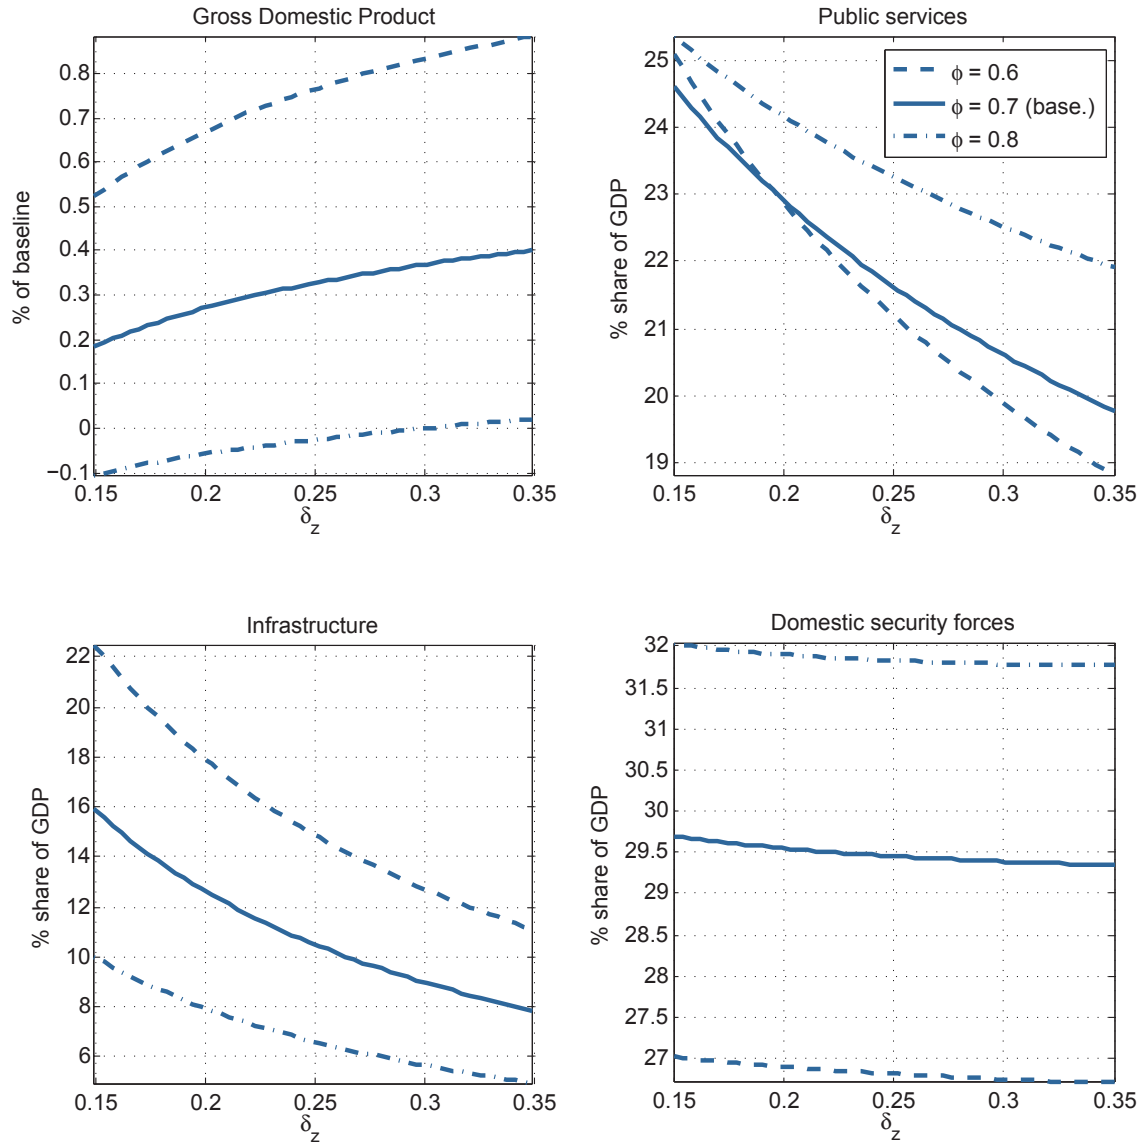 Gross Domestic Product
% of baseline
0.8
0.7
0.6
0.5
0.4
0.3
0.2
0.1
0
−0.1
0.15 0.2 0.25 0.3 0.35
δz
Public services
% share of GDP
25
24
23
22
21
20
19
ϕ = 0.6
ϕ = 0.7 (base.)
ϕ = 0.8
0.15 0.2 0.25 0.3 0.35
δz
Infrastructure
% share of GDP
22
20
18
16
14
12
10
8
6
0.15 0.2 0.25 0.3 0.35
δz
Domestic security forces
% share of GDP
32
31.5
31
30.5
30
29.5
29
28.5
28
27.5
27
0.15 0.2 0.25 0.3 0.35
δz